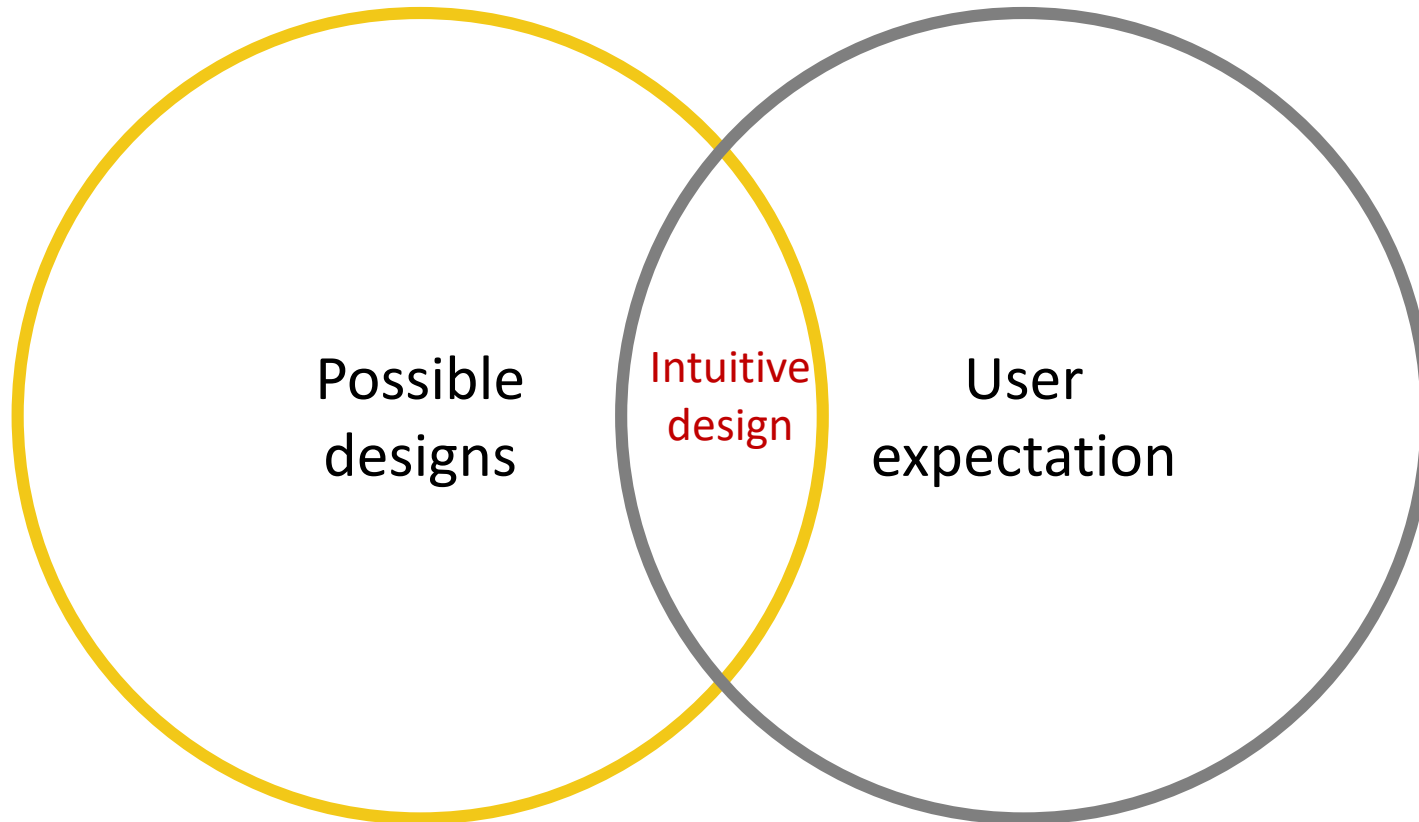 Possible
designs
Intuitive
design
User
expectation